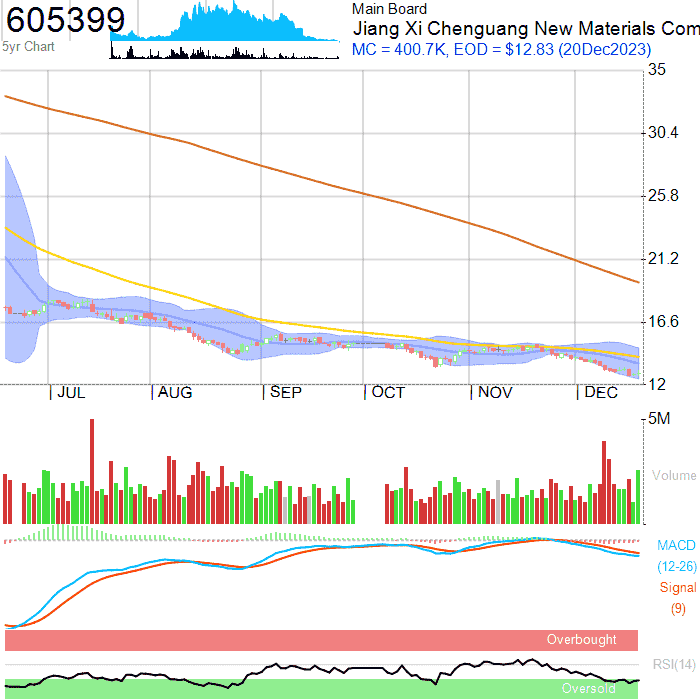 605399
5yr Chart
Main Board
Jiang Xi Chenguang New Materials Com
MC = 400.7K, EOD = $12.83 (20Dec2023)
35
30.4
25.8
21.2
16.6
12
JUL
AUG
SEP
OCT
NOV
DEC
5M
Volume
MACD
(12-26)
Signal
(9)
Overbought
RSI(14)
Oversold